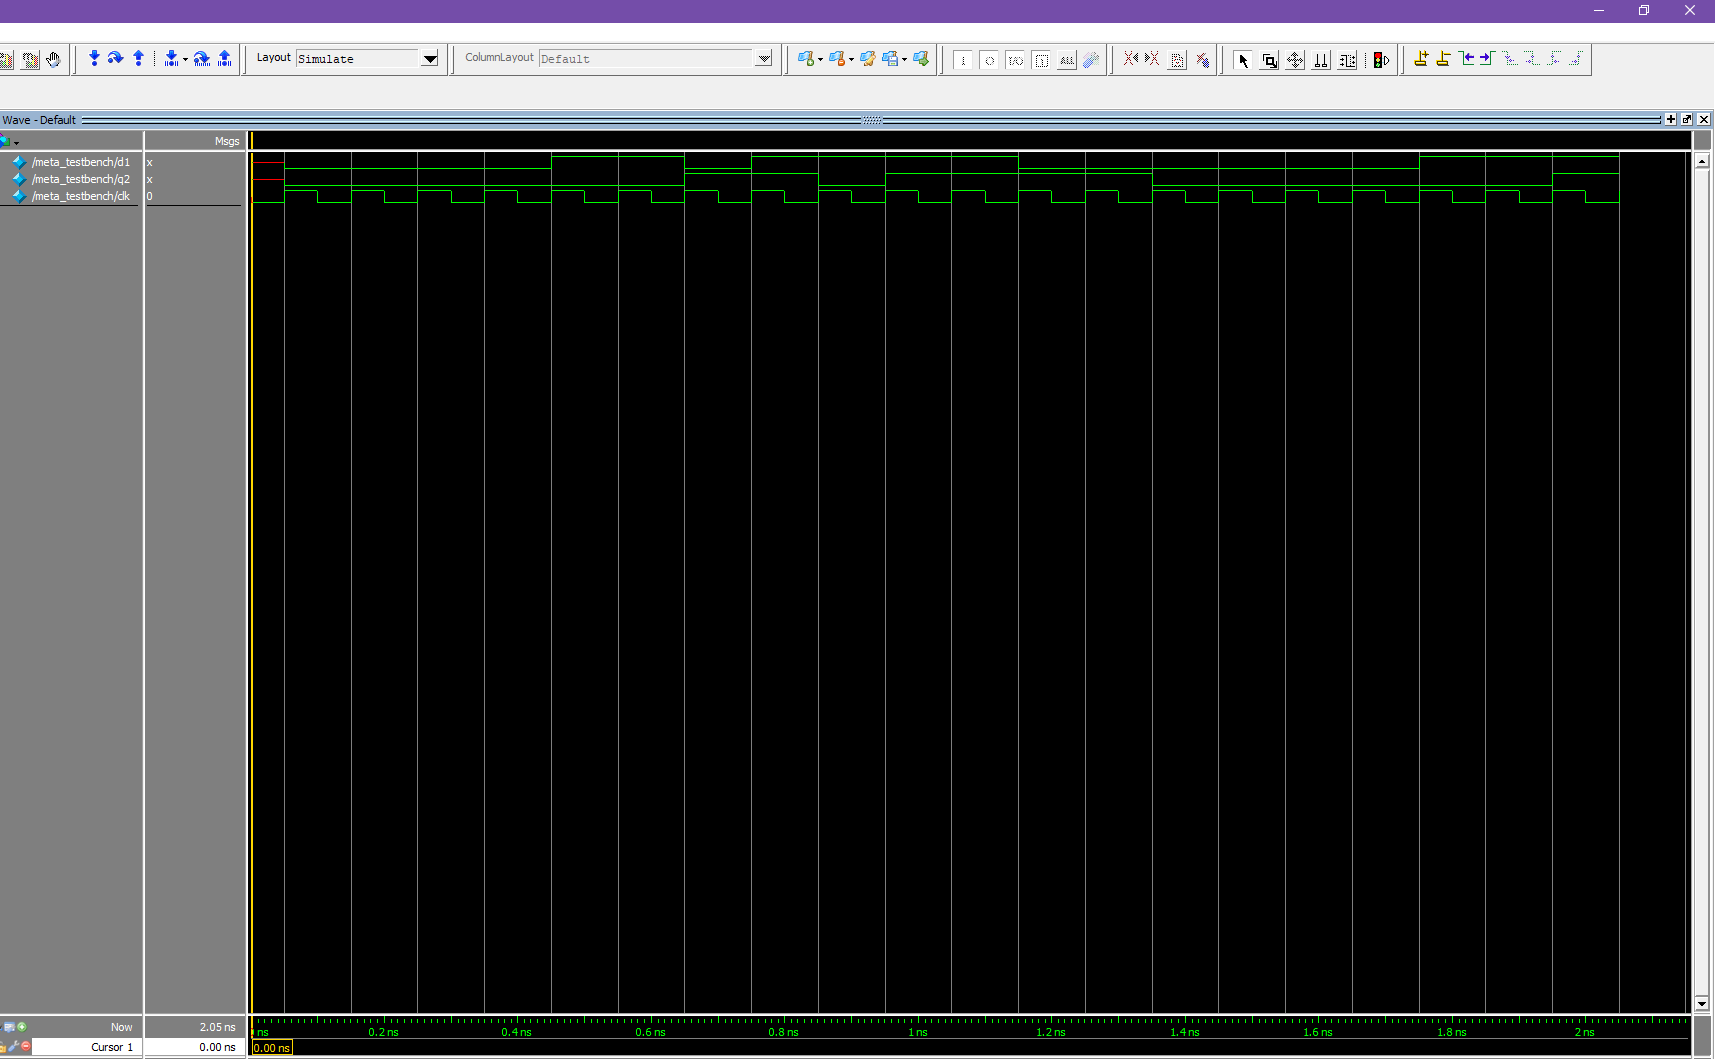 Layout Simulate
ColumnLayout Default
ALL
Wave - Default
Msgs
/meta_testbench/d1 x
/meta_testbench/q2 x
/meta_testbench/clk 0
Now 2.05 ns
ns 0.2 ns 0.4 ns 0.6 ns 0.8 ns 1 ns 1.2 ns 1.4 ns 1.6 ns 1.8 ns 2 ns
Cursor 1 0.00 ns
0.00 ns